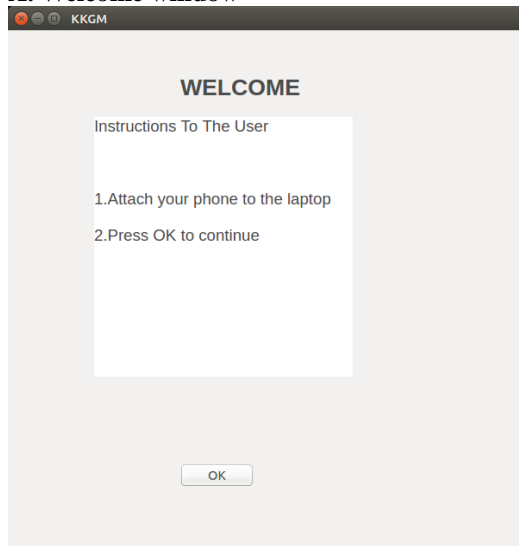 KKGM
WELCOME
Instructions To The User
1.Attach your phone to the laptop
2.Press OK to continue
OK